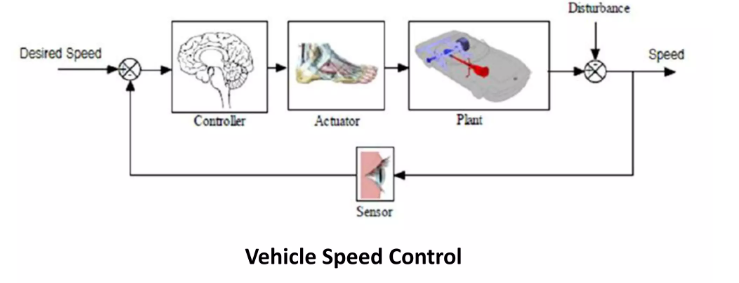 Disturbance
Desired Speed
Speed
Controller
Actuator
Plant
Sensor
Vehicle Speed Control